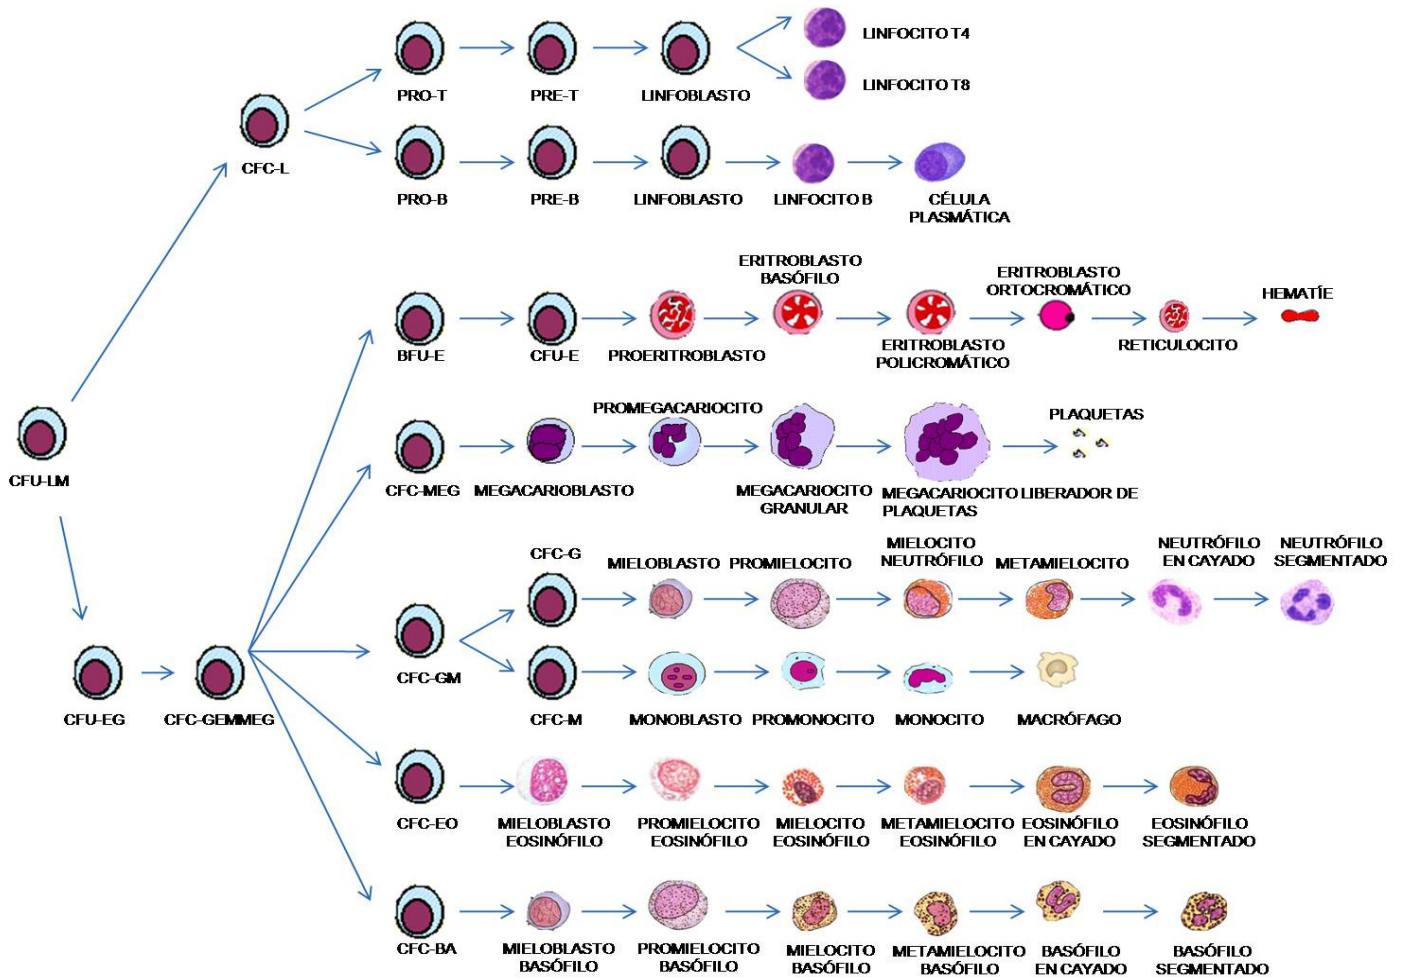 LINFOCITO T4
LINFOCITO T8
PRO-T
PRE-T
LINFOBLASTO
CFC-L
PRO-B
PRE-B
LINFOBLASTO
LINFOCITO B
CÉLULA
PLASMÁTICA
ERITROBLASTO
BASÓFILO
ERITROBLASTO
ORTOCROMÁTICO
HEMATÍE
BFU-E
CFU-E
PROERITROBLASTO
ERITROBLASTO
POLICROMÁTICO
RETICULOCITO
CFU-LM
PROMEGACARIOCITO
PLAQUETAS
CFC-MEG
MEGACARIOBLASTO
MEGACARIOCITO
GRANULAR
MEGACARIOCITO LIBERADOR DE
PLAQUETAS
CFC-G
MIELOBLASTO
PROMIELOCITO
MIELOCITO
NEUTRÓFILO
METAMIELOCITO
NEUTRÓFILO
EN CAYADO
NEUTRÓFILO
SEGMENTADO
CFC-GM
CFU-EG
CFC-GEMMEG
CFC-M
MONOBLASTO
PROMONOCITO
MONOCITO
MACRÓFAGO
CFC-EO
MIELOBLASTO
EOSINÓFILO
PROMIELOCITO
EOSINÓFILO
MIELOCITO
EOSINÓFILO
METAMIELOCITO
EOSINÓFILO
EOSINÓFILO
EN CAYADO
EOSINÓFILO
SEGMENTADO
CFC-BA
MIELOBLASTO
BASÓFILO
PROMIELOCITO
BASÓFILO
MIELOCITO
BASÓFILO
METAMIELOCITO
BASÓFILO
BASÓFILO
EN CAYADO
BASÓFILO
SEGMENTADO